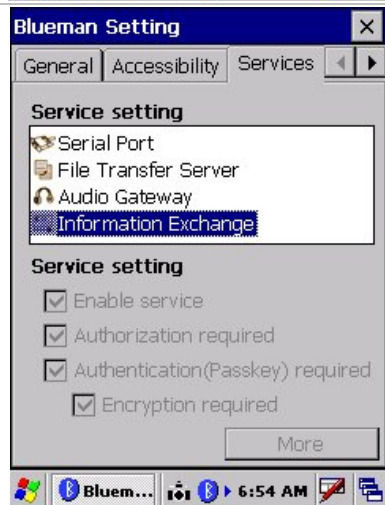 Blueman Setting
General Accessibility Services
Service setting
Serial Port
File Transfer Server
Audio Gateway
Information Exchange
Service setting
Enable service
Authorization required
Authentication(Passkey) required
Encryption required
More
Bluem... 6:54 AM